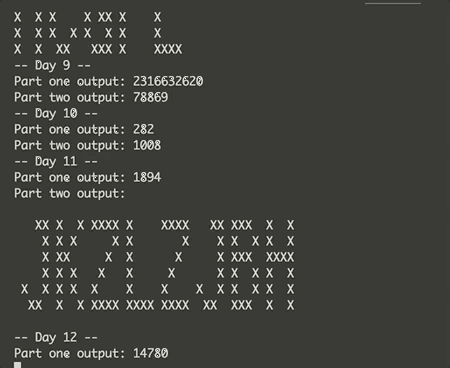 X  X X    X XX X    X
X  X X X  X X  X    X
X  X  XX   XXX X    XXXX
-- Day 9 --
Part one output: 2316632620
Part two output: 78869
-- Day 10 --
Part one output: 282
Part two output: 1008
-- Day 11 --
Part one output: 1894
Part two output:
   XX X  X XXXX X    XXXX   XX XXX  X  X
    X X X     X X       X    X X  X X  X
    X XX     X  X      X     X XXX  XXXX
    X X X   X   X     X      X X  X X  X
 X  X X X  X    X    X    X  X X  X X  X
  XX  X  X XXXX XXXX XXXX  XX  XXX  X  X
-- Day 12 --
Part one output: 14780